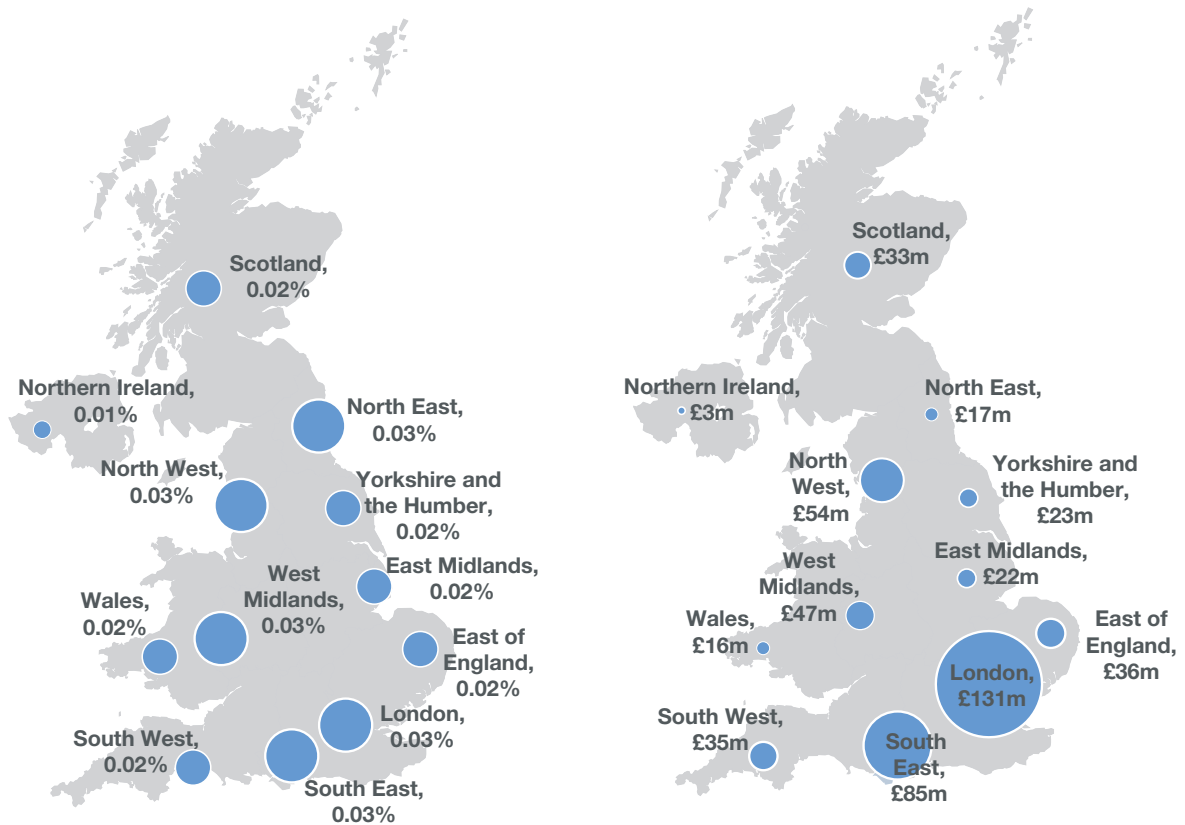 Scotland,
0.02%
Northern Ireland,
0.01%
North East,
0.03%
North West,
0.03%
Yorkshire and
the Humber,
0.02%
East Midlands,
0.02%
West
Midlands,
0.03%
Wales,
0.02%
East of
England,
0.02%
London,
0.03%
South West,
0.02%
South East,
0.03%
Scotland,
£33m
Northern Ireland,
£3m
North East,
£17m
North
West,
£54m
Yorkshire and
the Humber,
£23m
East Midlands,
£22m
West
Midlands,
£47m
Wales,
£16m
East of
England,
£36m
London,
£131m
South West,
£35m
South
East,
£85m